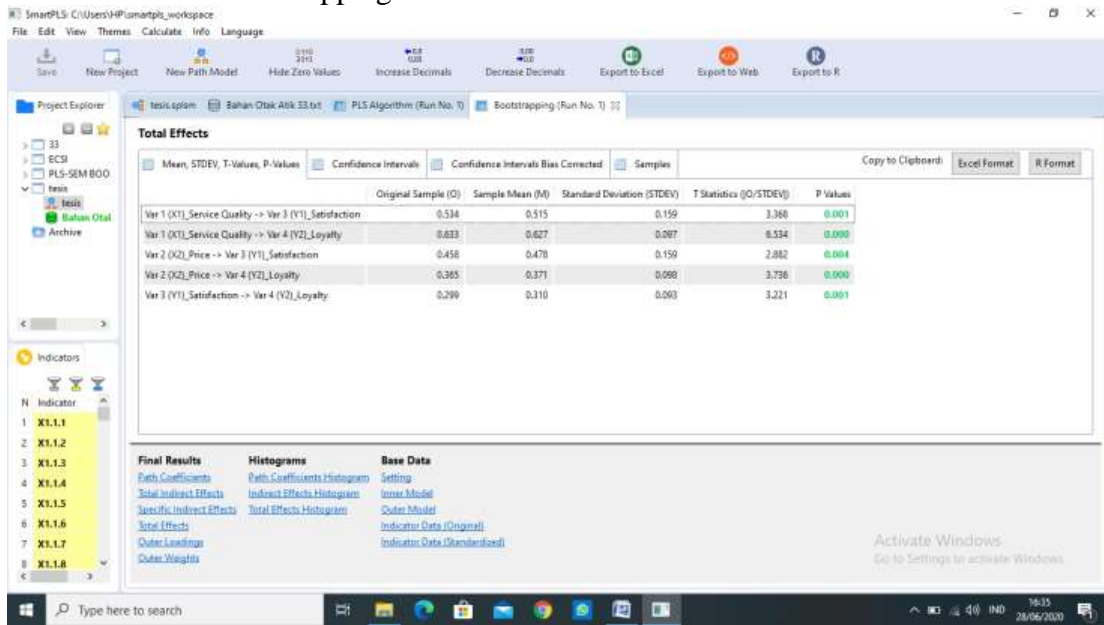 pping
SmartPLS: C:\Users\HP\smartpls_workspace
File Edit View Themes Calculate Info Language
Save New Project New Path Model Hide Zero Values Increase Decimals Decrease Decimals Export to Excel Export to Web Export to R
Project Explorer
tesis.splsm Bahan Otak Atik 33.txt PLS Algorithm (Run No. 1) Bootstrapping (Run No. 1)
33
ECSI
PLS-SEM BOO
tesis
tesis
Bahan Otal
Archive
Total Effects
Mean, STDEV, T-Values, P-Values Confidence Intervals Confidence Intervals Bias Corrected Samples Copy to Clipboard: Excel Format R Format
Original Sample (O) Sample Mean (M) Standard Deviation (STDEV) T Statistics (|O/STDEV|) P Values
Var 1 (X1)_Service Quality -> Var 3 (Y1)_Satisfaction 0.534 0.515 0.159 3.368 0.001
Var 1 (X1)_Service Quality -> Var 4 (Y2)_Loyalty 0.633 0.627 0.097 6.534 0.000
Var 2 (X2)_Price -> Var 3 (Y1)_Satisfaction 0.458 0.478 0.159 2.882 0.004
Var 2 (X2)_Price -> Var 4 (Y2)_Loyalty 0.365 0.371 0.098 3.736 0.000
Var 3 (Y1)_Satisfaction -> Var 4 (Y2)_Loyalty 0.299 0.310 0.093 3.221 0.001
Indicators
N Indicator
1 X1.1.1
2 X1.1.2
3 X1.1.3
4 X1.1.4
5 X1.1.5
6 X1.1.6
7 X1.1.7
8 X1.1.8
Final Results Histograms Base Data
Path Coefficients Path Coefficients Histogram Setting
Total Indirect Effects Indirect Effects Histogram Inner Model
Specific Indirect Effects Total Effects Histogram Outer Model
Total Effects Indicator Data (Original)
Outer Loadings Indicator Data (Standardized)
Outer Weights
Activate Windows
Go to Settings to activate Windows.
Type here to search
IND 16:35
28/06/2020